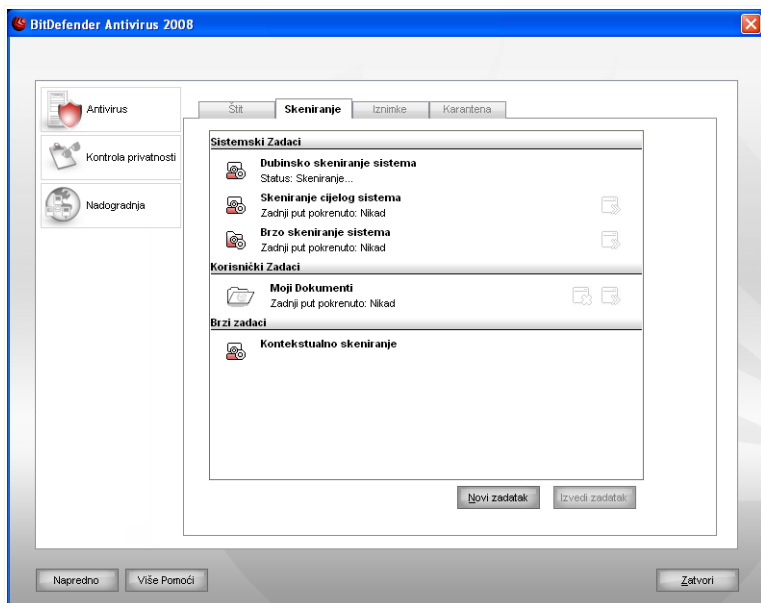 BitDefender Antivirus 2008
Antivirus
Kontrola privatnosti
Nadogradnja
Štit
Skeniranje
Iznimke
Karantena
Sistemski Zadaci
Dubinsko skeniranje sistema
Status: Skeniranje...
Skeniranje cijelog sistema
Zadnji put pokrenuto: Nikad
Brzo skeniranje sistema
Zadnji put pokrenuto: Nikad
Korisnički Zadaci
Moji Dokumenti
Zadnji put pokrenuto: Nikad
Brzi zadaci
Kontekstualno skeniranje
Novi zadatak
Izvedi zadatak
Napredno
Više Pomoći
Zatvori